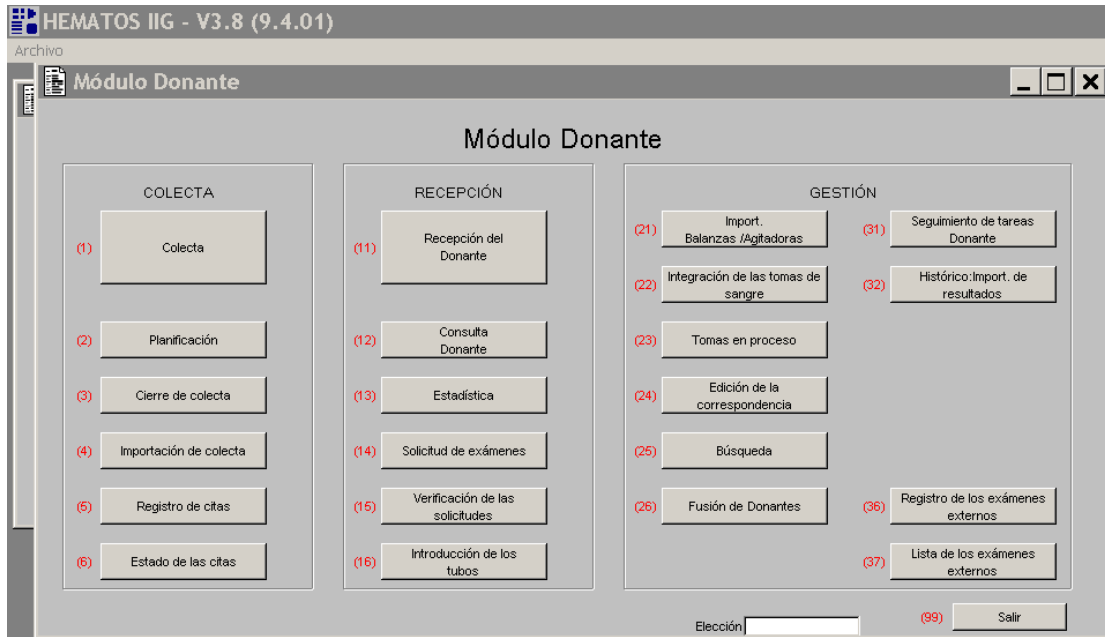 HEMATOS IIG - V3.8 (9.4.01)
Archivo
Módulo Donante
Módulo Donante
COLECTA
(1) Colecta
(2) Planificación
(3) Cierre de colecta
(4) Importación de colecta
(5) Registro de citas
(6) Estado de las citas
RECEPCIÓN
(11) Recepción del
Donante
(12) Consulta
Donante
(13) Estadística
(14) Solicitud de exámenes
(15) Verificación de las
solicitudes
(16) Introducción de los
tubos
GESTIÓN
(21) Import.
Balanzas /Agitadoras
(22) Integración de las tomas de
sangre
(23) Tomas en proceso
(24) Edición de la
correspondencia
(25) Búsqueda
(26) Fusión de Donantes
(31) Seguimiento de tareas
Donante
(32) Histórico:Import. de
resultados
(36) Registro de los exámenes
externos
(37) Lista de los exámenes
externos
Elección
(99) Salir